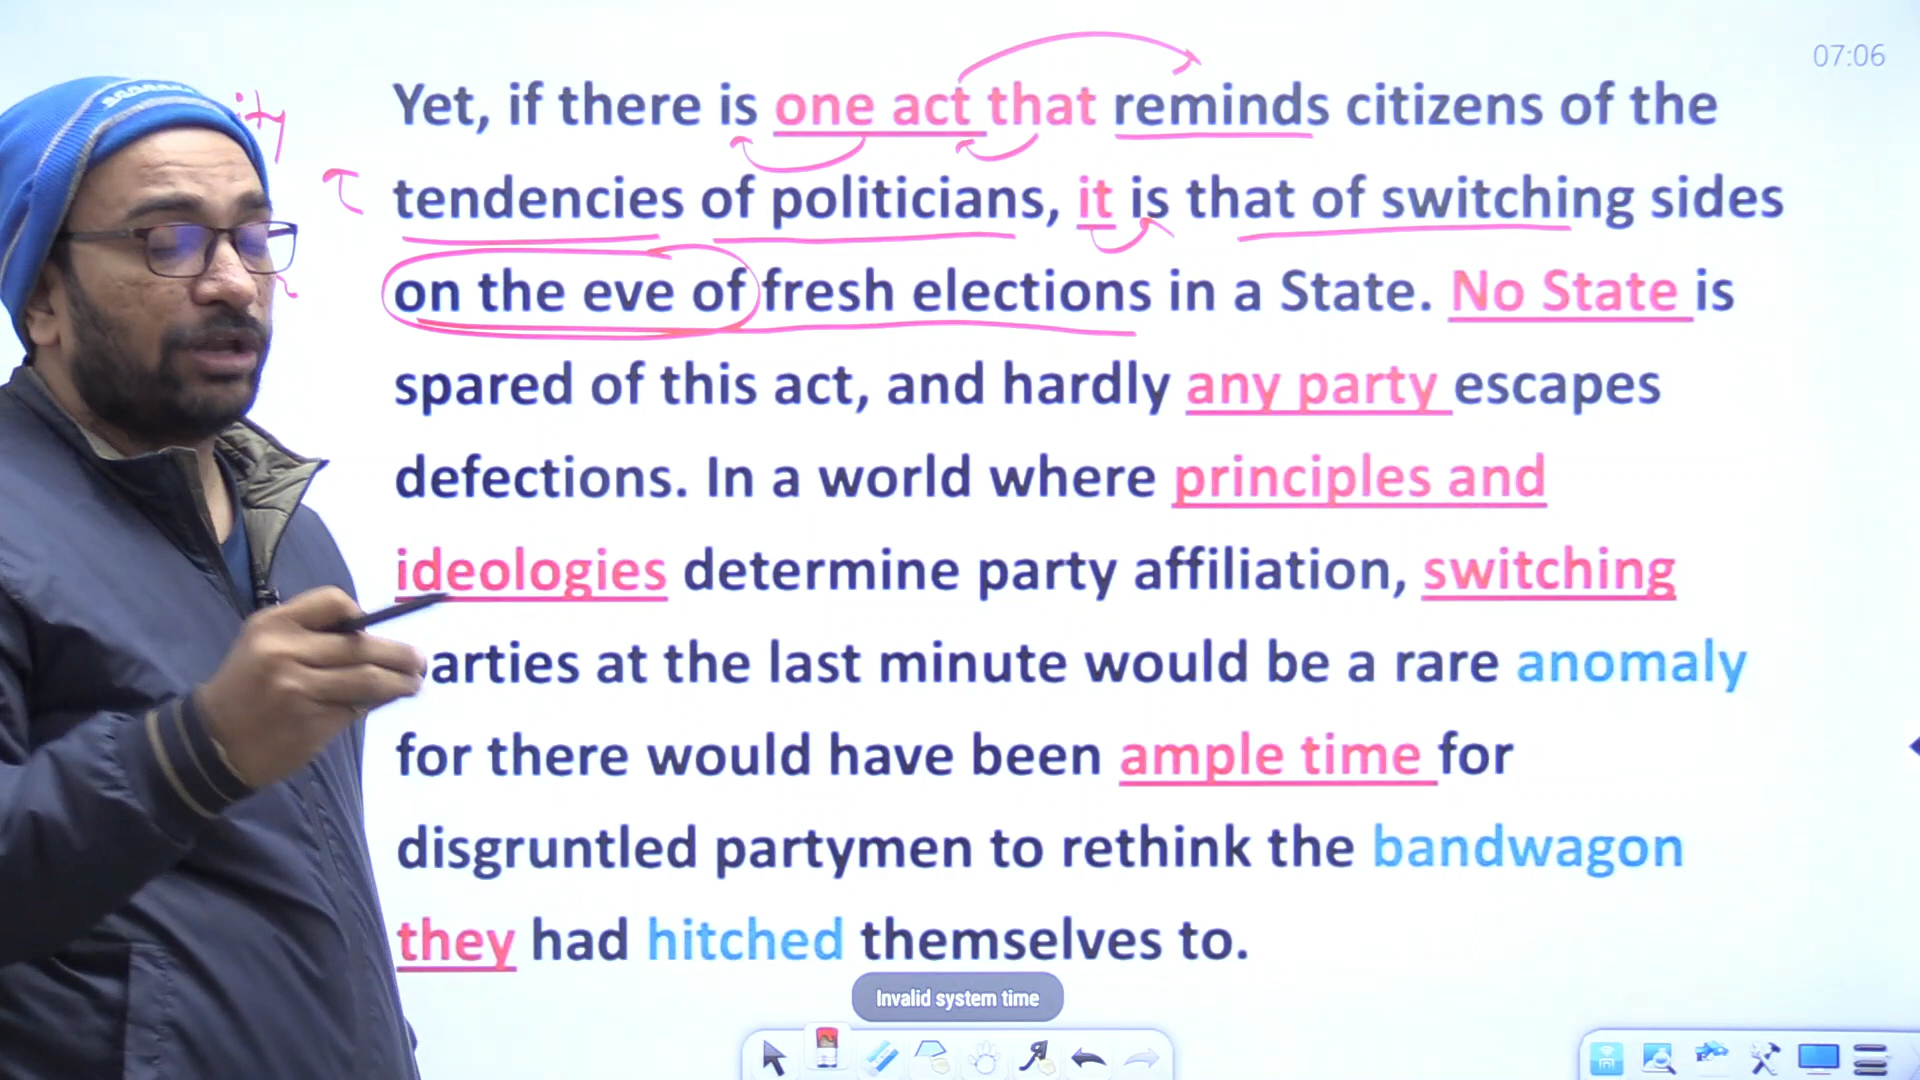 07:06
ity
Yet, if there is one act that reminds citizens of the
tendencies of politicians, it is that of switching sides
on the eve of fresh elections in a State. No State is
spared of this act, and hardly any party escapes
defections. In a world where principles and
ideologies determine party affiliation, switching
arties at the last minute would be a rare anomaly
for there would have been ample time for
disgruntled partymen to rethink the bandwagon
they had hitched themselves to.
Invalid system time